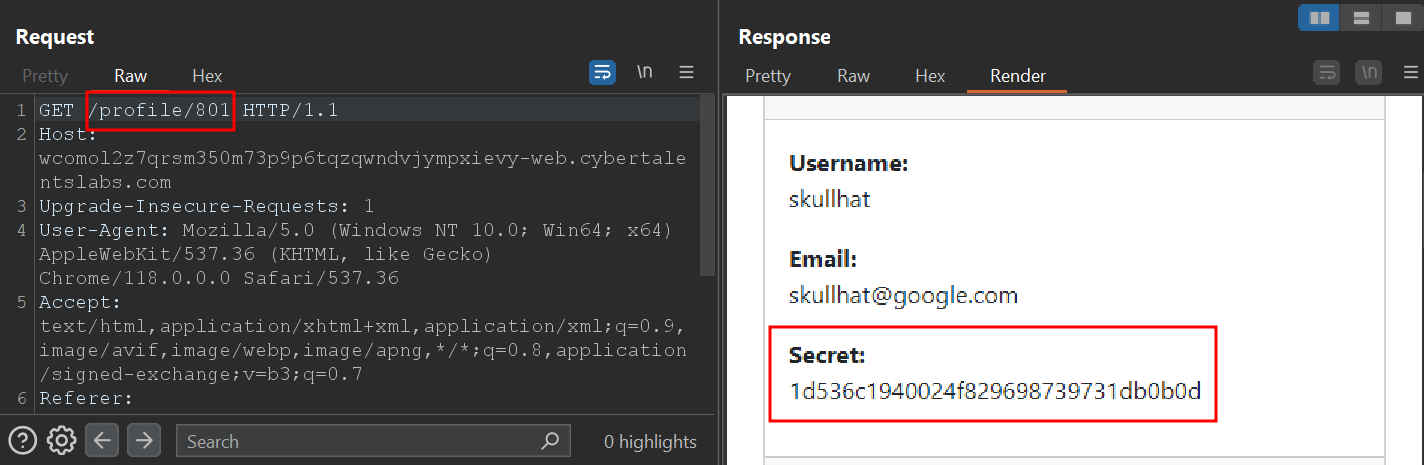 Request
Pretty Raw Hex
\n
1 GET /profile/801 HTTP/1.1
2 Host:
wcomol2z7qrsm350m73p9p6tqzqwndvjympxievy-web.cybertale
ntslabs.com
3 Upgrade-Insecure-Requests: 1
4 User-Agent: Mozilla/5.0 (Windows NT 10.0; Win64; x64)
AppleWebKit/537.36 (KHTML, like Gecko)
Chrome/118.0.0.0 Safari/537.36
5 Accept:
text/html,application/xhtml+xml,application/xml;q=0.9,
image/avif,image/webp,image/apng,*/*;q=0.8,application
/signed-exchange;v=b3;q=0.7
6 Referer:
Search
0 highlights
Response
Pretty Raw Hex Render
\n
Username:
skullhat
Email:
skullhat@google.com
Secret:
1d536c1940024f829698739731db0b0d